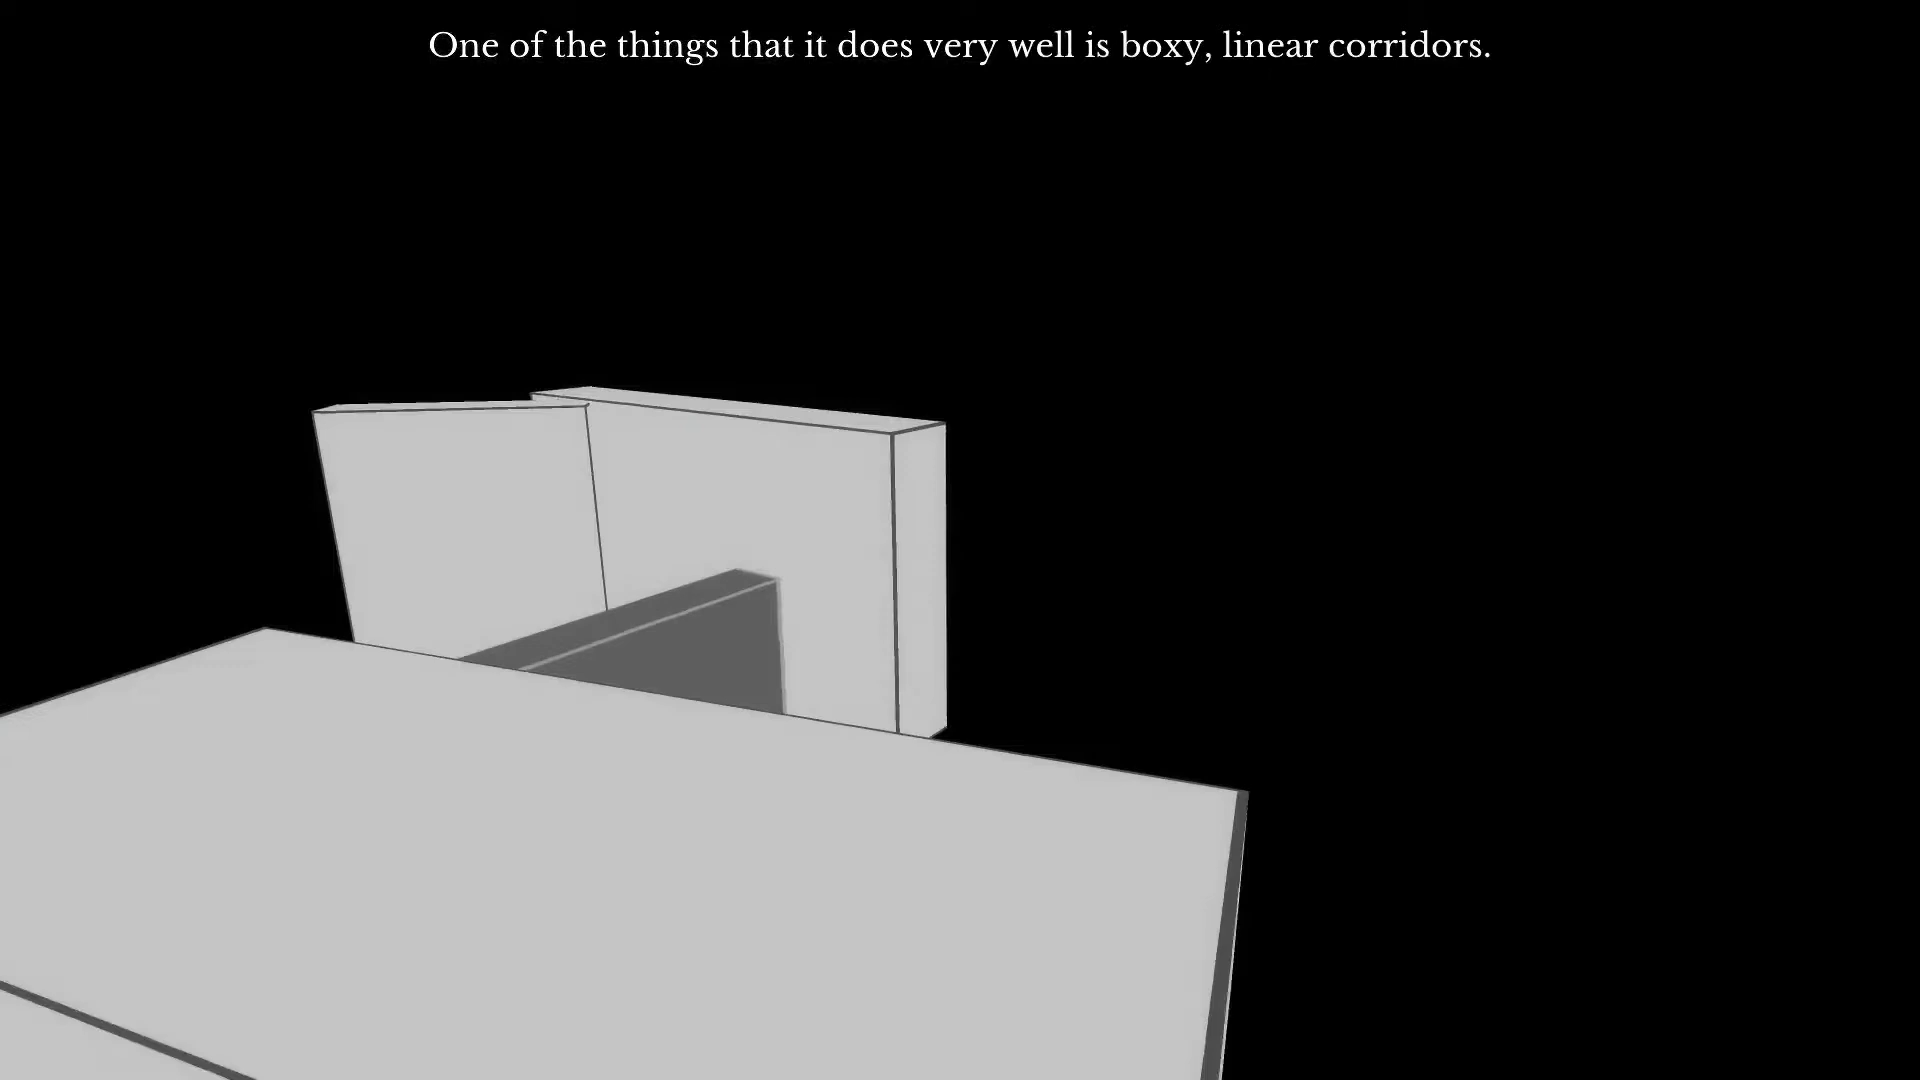 One of the things that it does very well is boxy, linear corridors.